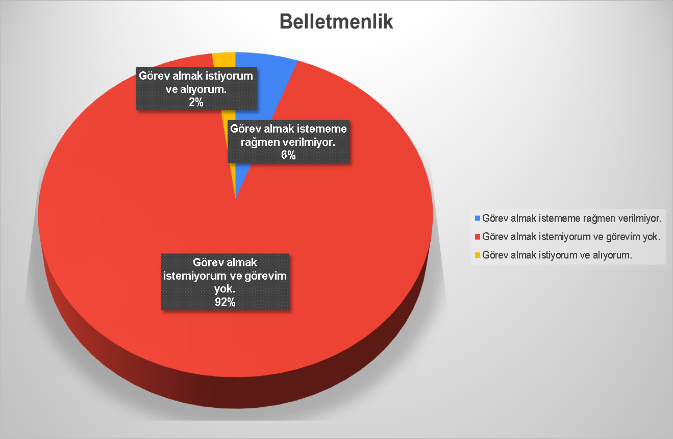 Belletmenlik
Görev almak istiyorum
ve alıyorum.
2%
Görev almak istememe
rağmen verilmiyor.
6%
Görev almak
istemiyorum ve görevim
yok.
92%
Görev almak istememe rağmen verilmiyor.
Görev almak istemiyorum ve görevim yok.
Görev almak istiyorum ve alıyorum.